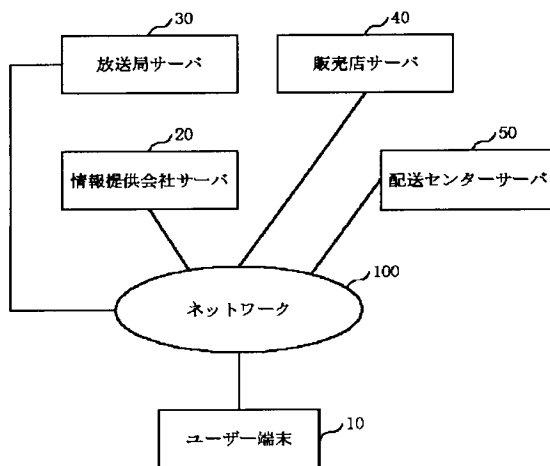 30
放送局サーバ
40
販売店サーバ
20
情報提供会社サーバ
50
配送センターサーバ
100
ネットワーク
10
ユーザー端末